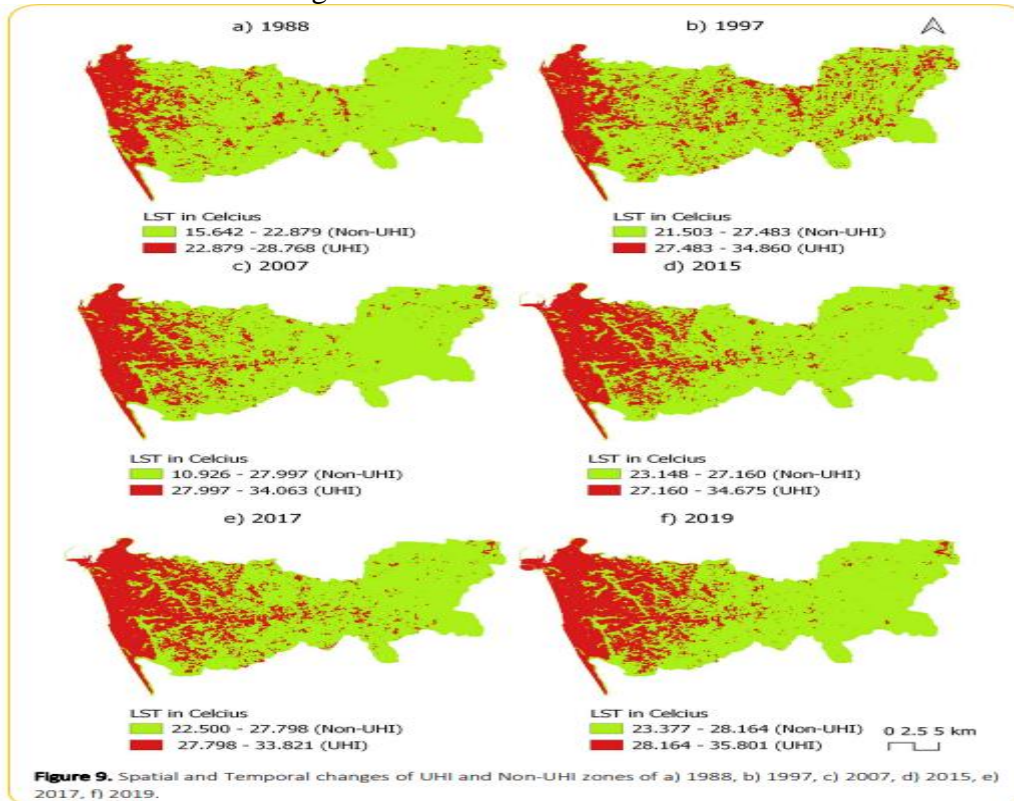 a) 1988
b) 1997
LST in Celcius
15.642 - 22.879 (Non-UHI)
22.879 -28.768 (UHI)
LST in Celcius
21.503 - 27.483 (Non-UHI)
27.483 - 34.860 (UHI)
c) 2007
d) 2015
LST in Celcius
10.926 - 27.997 (Non-UHI)
27.997 - 34.063 (UHI)
LST in Celcius
23.148 - 27.160 (Non-UHI)
27.160 - 34.675 (UHI)
e) 2017
f) 2019
LST in Celcius
22.500 - 27.798 (Non-UHI)
27.798 - 33.821 (UHI)
LST in Celcius
23.377 - 28.164 (Non-UHI)
28.164 - 35.801 (UHI)
0 2.5 5 km
Figure 9. Spatial and Temporal changes of UHI and Non-UHI zones of a) 1988, b) 1997, c) 2007, d) 2015, e)
2017, f) 2019.